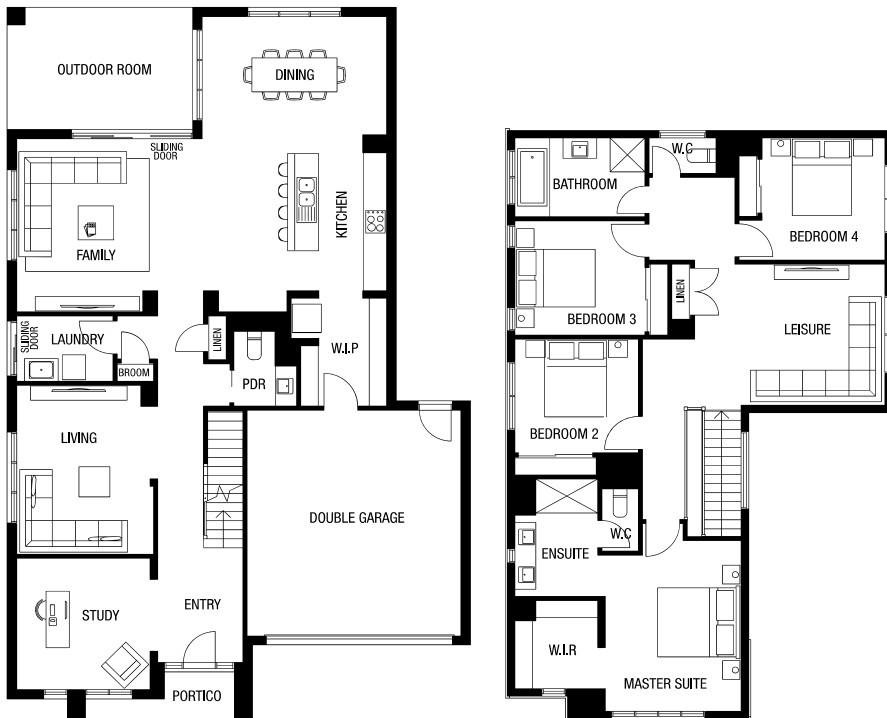 OUTDOOR ROOM
DINING
SLIDING
DOOR
KITCHEN
FAMILY
SLIDING
DOOR
LAUNDRY
BROOM
LINEN
W.I.P
PDR
LIVING
DOUBLE GARAGE
STUDY
ENTRY
PORTICO
BATHROOM
W.C
BEDROOM 4
BEDROOM 3
LINEN
LEISURE
BEDROOM 2
ENSUITE
W.C
W.I.R
MASTER SUITE